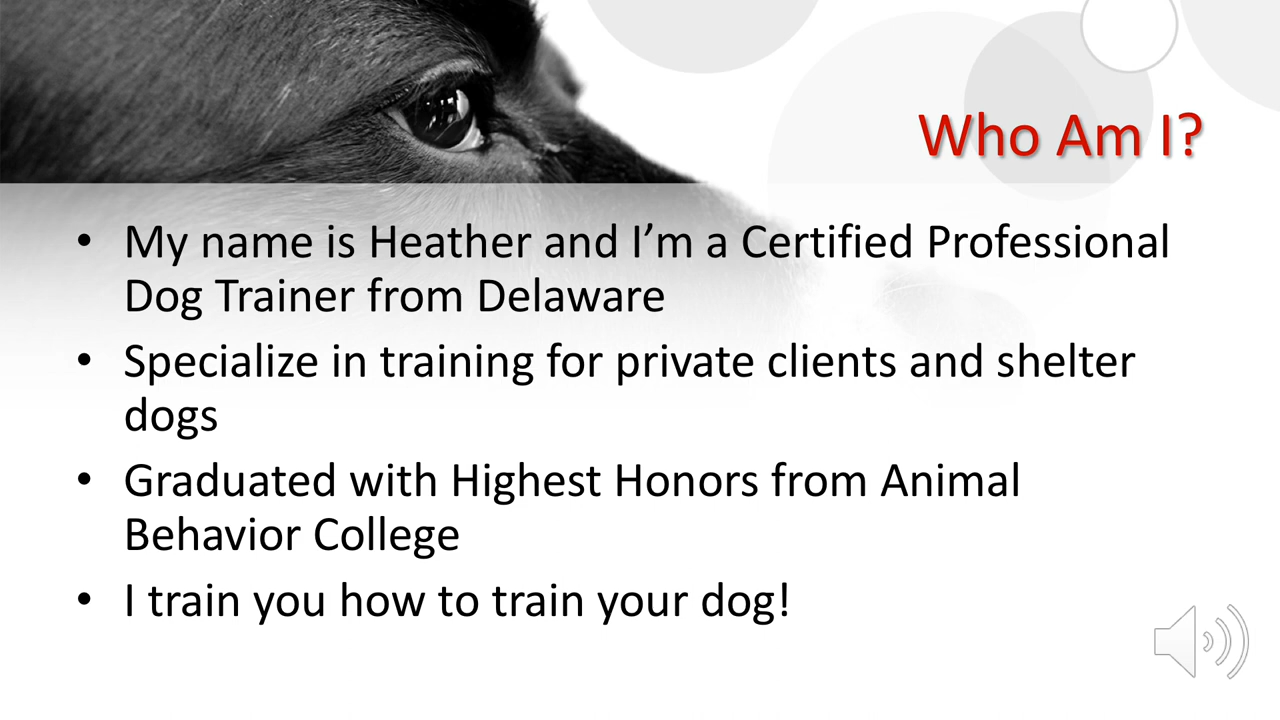 Who Am I?
• My name is Heather and I’m a Certified Professional
Dog Trainer from Delaware
• Specialize in training for private clients and shelter
dogs
• Graduated with Highest Honors from Animal
Behavior College
• I train you how to train your dog!